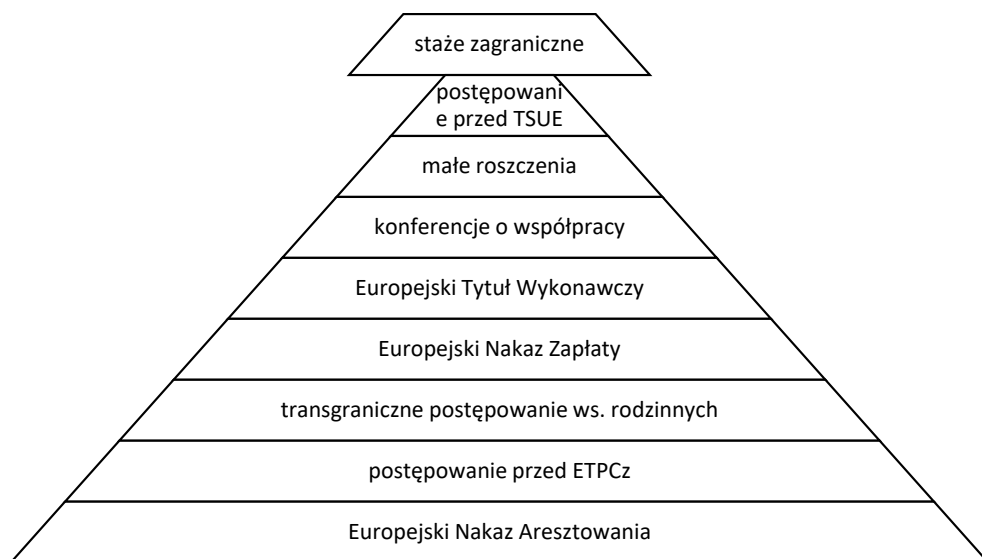 staże zagraniczne
postępowani
e przed TSUE
małe roszczenia
konferencje o współpracy
Europejski Tytuł Wykonawczy
Europejski Nakaz Zapłaty
transgraniczne postępowanie ws. rodzinnych
postępowanie przed ETPCz
Europejski Nakaz Aresztowania